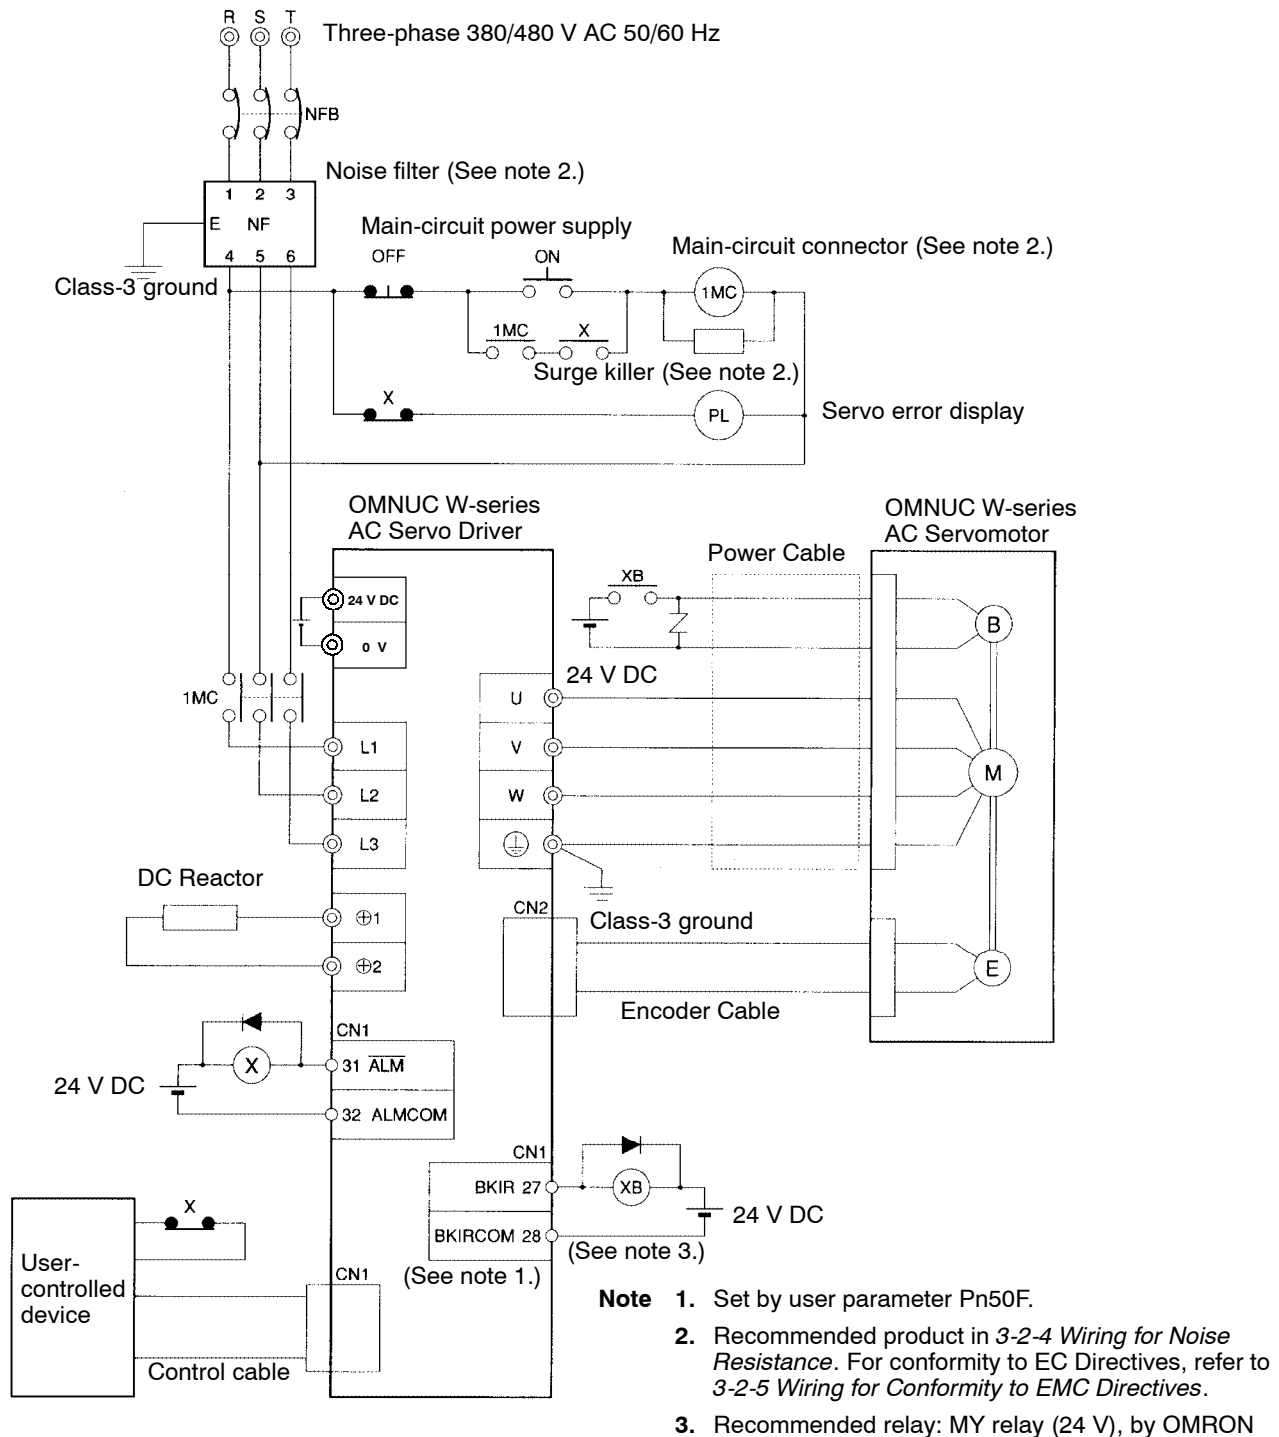 R S T
Three-phase 380/480 V AC 50/60 Hz
NFB
Noise filter (See note 2.)
1 2 3
E NF
4 5 6
Class-3 ground
Main-circuit power supply
OFF
ON
Main-circuit connector (See note 2.)
1MC
1MC X
Surge killer (See note 2.)
X
PL
Servo error display
OMNUC W-series
AC Servo Driver
OMNUC W-series
AC Servomotor
Power Cable
XB
24 V DC
0 V
B
24 V DC
1MC
U
L1
V
M
L2
W
L3
DC Reactor
⊕1
CN2
Class-3 ground
⊕2
E
Encoder Cable
CN1
X
31 ALM
24 V DC
32 ALMCOM
CN1
BKIR 27
XB
24 V DC
BKIRCOM 28
(See note 3.)
(See note 1.)
X
User-
controlled
device
CN1
Control cable
Note 1. Set by user parameter Pn50F.
2. Recommended product in 3-2-4 Wiring for Noise
Resistance. For conformity to EC Directives, refer to
3-2-5 Wiring for Conformity to EMC Directives.
3. Recommended relay: MY relay (24 V), by OMRON